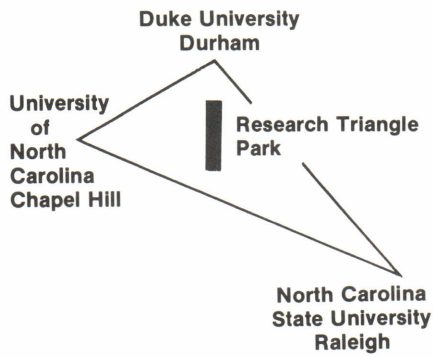 Duke University
Durham
University
of
North
Carolina
Chapel Hill
Research Triangle
Park
North Carolina
State University
Raleigh